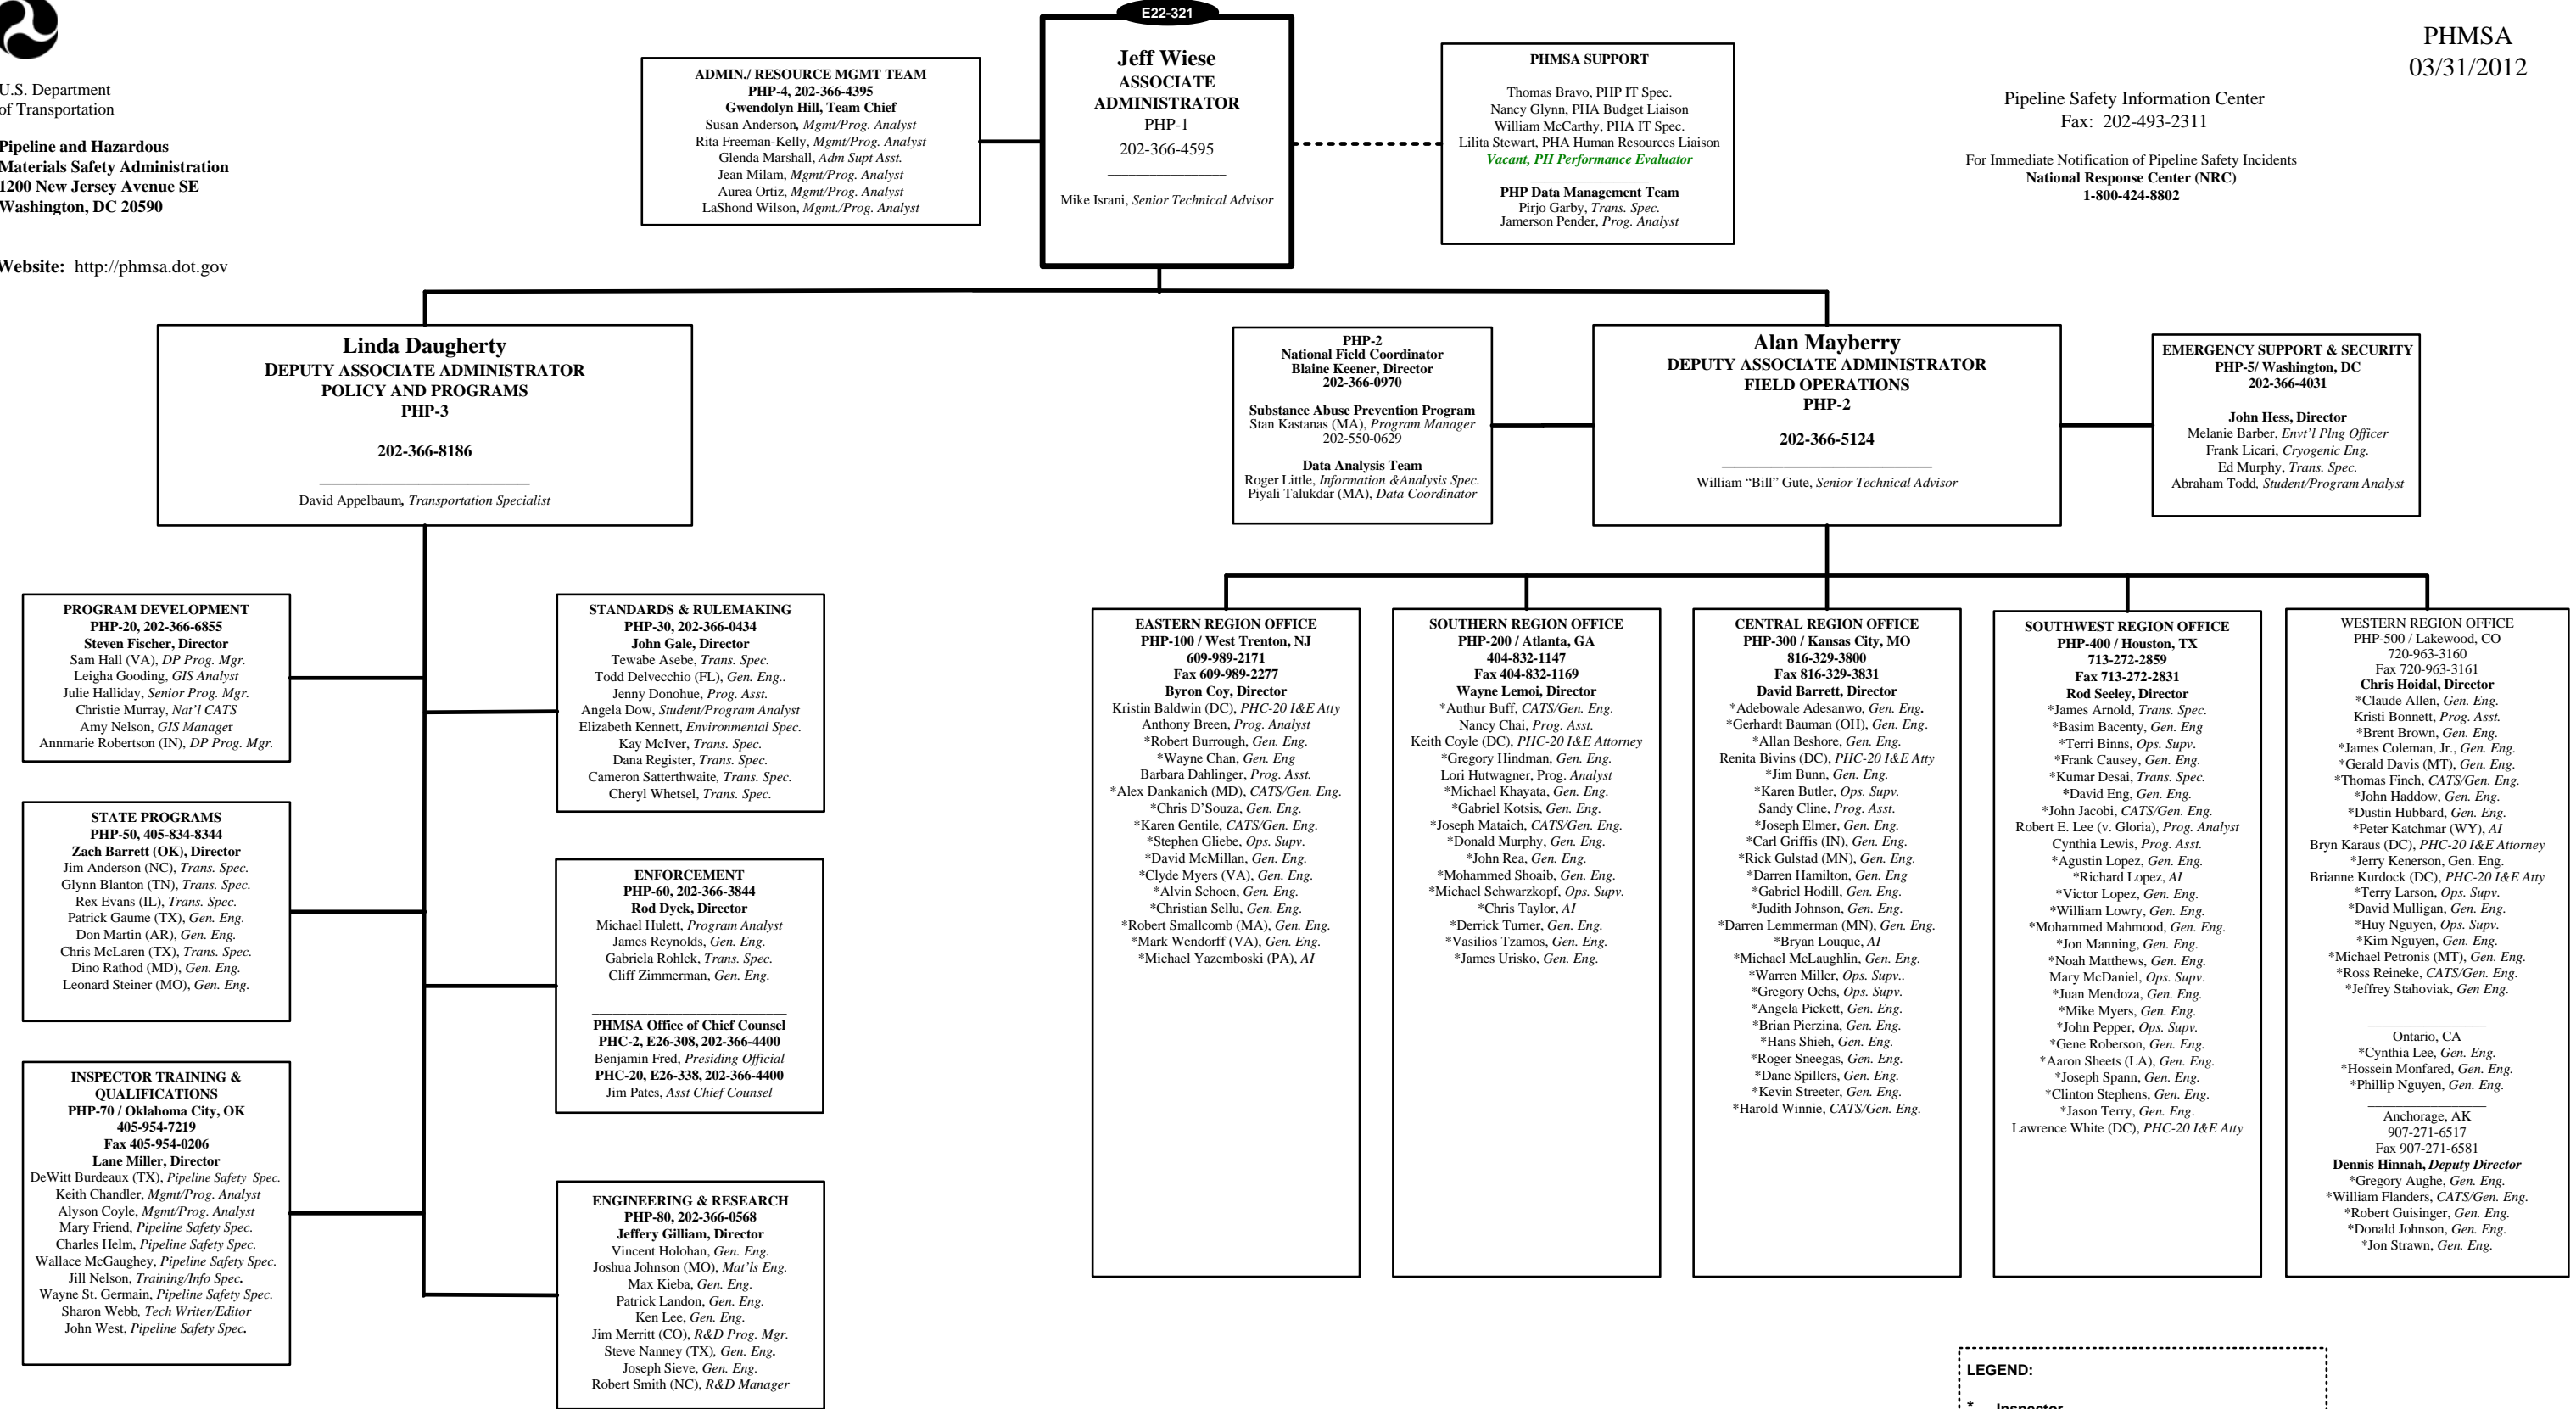 U.S. Department
of Transportation
Pipeline and Hazardous
Materials Safety Administration
1200 New Jersey Avenue SE
Washington, DC 20590
Website: http://phmsa.dot.gov
ADMIN./ RESOURCE MGMT TEAM
PHP-4, 202-366-4395
Gwendolyn Hill, Team Chief
Susan Anderson, Mgmt/Prog. Analyst
Rita Freeman-Kelly, Mgmt/Prog. Analyst
Glenda Marshall, Adm Supt Asst.
Jean Milam, Mgmt/Prog. Analyst
Aurea Ortiz, Mgmt/Prog. Analyst
LaShond Wilson, Mgmt./Prog. Analyst
E22-321
Jeff Wiese
ASSOCIATE
ADMINISTRATOR
PHP-1
202-366-4595
Mike Israni, Senior Technical Advisor
PHMSA SUPPORT
Thomas Bravo, PHP IT Spec.
Nancy Glynn, PHA Budget Liaison
William McCarthy, PHA IT Spec.
Lilita Stewart, PHA Human Resources Liaison
Vacant, PH Performance Evaluator
PHP Data Management Team
Pirjo Garby, Trans. Spec.
Jamerson Pender, Prog. Analyst
PHMSA
03/31/2012
Pipeline Safety Information Center
Fax: 202-493-2311
For Immediate Notification of Pipeline Safety Incidents
National Response Center (NRC)
1-800-424-8802
Linda Daugherty
DEPUTY ASSOCIATE ADMINISTRATOR
POLICY AND PROGRAMS
PHP-3
202-366-8186
David Appelbaum, Transportation Specialist
PHP-2
National Field Coordinator
Blaine Keener, Director
202-366-0970
Substance Abuse Prevention Program
Stan Kastanas (MA), Program Manager
202-550-0629
Data Analysis Team
Roger Little, Information &Analysis Spec.
Piyali Talukdar (MA), Data Coordinator
Alan Mayberry
DEPUTY ASSOCIATE ADMINISTRATOR
FIELD OPERATIONS
PHP-2
202-366-5124
William “Bill” Gute, Senior Technical Advisor
EMERGENCY SUPPORT & SECURITY
PHP-5/ Washington, DC
202-366-4031
John Hess, Director
Melanie Barber, Envt’l Plng Officer
Frank Licari, Cryogenic Eng.
Ed Murphy, Trans. Spec.
Abraham Todd, Student/Program Analyst
PROGRAM DEVELOPMENT
PHP-20, 202-366-6855
Steven Fischer, Director
Sam Hall (VA), DP Prog. Mgr.
Leigha Gooding, GIS Analyst
Julie Halliday, Senior Prog. Mgr.
Christie Murray, Nat’l CATS
Amy Nelson, GIS Manager
Annmarie Robertson (IN), DP Prog. Mgr.
STATE PROGRAMS
PHP-50, 405-834-8344
Zach Barrett (OK), Director
Jim Anderson (NC), Trans. Spec.
Glynn Blanton (TN), Trans. Spec.
Rex Evans (IL), Trans. Spec.
Patrick Gaume (TX), Gen. Eng.
Don Martin (AR), Gen. Eng.
Chris McLaren (TX), Trans. Spec.
Dino Rathod (MD), Gen. Eng.
Leonard Steiner (MO), Gen. Eng.
INSPECTOR TRAINING &
QUALIFICATIONS
PHP-70 / Oklahoma City, OK
405-954-7219
Fax 405-954-0206
Lane Miller, Director
DeWitt Burdeaux (TX), Pipeline Safety Spec.
Keith Chandler, Mgmt/Prog. Analyst
Alyson Coyle, Mgmt/Prog. Analyst
Mary Friend, Pipeline Safety Spec.
Charles Helm, Pipeline Safety Spec.
Wallace McGaughey, Pipeline Safety Spec.
Jill Nelson, Training/Info Spec.
Wayne St. Germain, Pipeline Safety Spec.
Sharon Webb, Tech Writer/Editor
John West, Pipeline Safety Spec.
STANDARDS & RULEMAKING
PHP-30, 202-366-0434
John Gale, Director
Tewabe Asebe, Trans. Spec.
Todd Delvecchio (FL), Gen. Eng..
Jenny Donohue, Prog. Asst.
Angela Dow, Student/Program Analyst
Elizabeth Kennett, Environmental Spec.
Kay McIver, Trans. Spec.
Dana Register, Trans. Spec.
Cameron Satterthwaite, Trans. Spec.
Cheryl Whetsel, Trans. Spec.
ENFORCEMENT
PHP-60, 202-366-3844
Rod Dyck, Director
Michael Hulett, Program Analyst
James Reynolds, Gen. Eng.
Gabriela Rohlck, Trans. Spec.
Cliff Zimmerman, Gen. Eng.
PHMSA Office of Chief Counsel
PHC-2, E26-308, 202-366-4400
Benjamin Fred, Presiding Official
PHC-20, E26-338, 202-366-4400
Jim Pates, Asst Chief Counsel
ENGINEERING & RESEARCH
PHP-80, 202-366-0568
Jeffery Gilliam, Director
Vincent Holohan, Gen. Eng.
Joshua Johnson (MO), Mat’ls Eng.
Max Kieba, Gen. Eng.
Patrick Landon, Gen. Eng.
Ken Lee, Gen. Eng.
Jim Merritt (CO), R&D Prog. Mgr.
Steve Nanney (TX), Gen. Eng.
Joseph Sieve, Gen. Eng.
Robert Smith (NC), R&D Manager
EASTERN REGION OFFICE
PHP-100 / West Trenton, NJ
609-989-2171
Fax 609-989-2277
Byron Coy, Director
Kristin Baldwin (DC), PHC-20 I&E Atty
Anthony Breen, Prog. Analyst
*Robert Burrough, Gen. Eng.
*Wayne Chan, Gen. Eng
Barbara Dahlinger, Prog. Asst.
*Alex Dankanich (MD), CATS/Gen. Eng.
*Chris D’Souza, Gen. Eng.
*Karen Gentile, CATS/Gen. Eng.
*Stephen Gliebe, Ops. Supv.
*David McMillan, Gen. Eng.
*Clyde Myers (VA), Gen. Eng.
*Alvin Schoen, Gen. Eng.
*Christian Sellu, Gen. Eng.
*Robert Smallcomb (MA), Gen. Eng.
*Mark Wendorff (VA), Gen. Eng.
*Michael Yazemboski (PA), AI
SOUTHERN REGION OFFICE
PHP-200 / Atlanta, GA
404-832-1147
Fax 404-832-1169
Wayne Lemoi, Director
*Authur Buff, CATS/Gen. Eng.
Nancy Chai, Prog. Asst.
Keith Coyle (DC), PHC-20 I&E Attorney
*Gregory Hindman, Gen. Eng.
Lori Hutwagner, Prog. Analyst
*Michael Khayata, Gen. Eng.
*Gabriel Kotsis, Gen. Eng.
*Joseph Mataich, CATS/Gen. Eng.
*Donald Murphy, Gen. Eng.
*John Rea, Gen. Eng.
*Mohammed Shoaib, Gen. Eng.
*Michael Schwarzkopf, Ops. Supv.
*Chris Taylor, AI
*Derrick Turner, Gen. Eng.
*Vasilios Tzamos, Gen. Eng.
*James Urisko, Gen. Eng.
CENTRAL REGION OFFICE
PHP-300 / Kansas City, MO
816-329-3800
Fax 816-329-3831
David Barrett, Director
*Adebowale Adesanwo, Gen. Eng.
*Gerhardt Bauman (OH), Gen. Eng.
*Allan Beshore, Gen. Eng.
Renita Bivins (DC), PHC-20 I&E Atty
*Jim Bunn, Gen. Eng.
*Karen Butler, Ops. Supv.
Sandy Cline, Prog. Asst.
*Joseph Elmer, Gen. Eng.
*Carl Griffis (IN), Gen. Eng.
*Rick Gulstad (MN), Gen. Eng.
*Darren Hamilton, Gen. Eng
*Gabriel Hodill, Gen. Eng.
*Judith Johnson, Gen. Eng.
*Darren Lemmerman (MN), Gen. Eng.
*Bryan Louque, AI
*Michael McLaughlin, Gen. Eng.
*Warren Miller, Ops. Supv..
*Gregory Ochs, Ops. Supv.
*Angela Pickett, Gen. Eng.
*Brian Pierzina, Gen. Eng.
*Hans Shieh, Gen. Eng.
*Roger Sneegas, Gen. Eng.
*Dane Spillers, Gen. Eng.
*Kevin Streeter, Gen. Eng.
*Harold Winnie, CATS/Gen. Eng.
SOUTHWEST REGION OFFICE
PHP-400 / Houston, TX
713-272-2859
Fax 713-272-2831
Rod Seeley, Director
*James Arnold, Trans. Spec.
*Basim Bacenty, Gen. Eng
*Terri Binns, Ops. Supv.
*Frank Causey, Gen. Eng.
*Kumar Desai, Trans. Spec.
*David Eng, Gen. Eng.
*John Jacobi, CATS/Gen. Eng.
Robert E. Lee (v. Gloria), Prog. Analyst
Cynthia Lewis, Prog. Asst.
*Agustin Lopez, Gen. Eng.
*Richard Lopez, AI
*Victor Lopez, Gen. Eng.
*William Lowry, Gen. Eng.
*Mohammed Mahmood, Gen. Eng.
*Jon Manning, Gen. Eng.
*Noah Matthews, Gen. Eng.
Mary McDaniel, Ops. Supv.
*Juan Mendoza, Gen. Eng.
*Mike Myers, Gen. Eng.
*John Pepper, Ops. Supv.
*Gene Roberson, Gen. Eng.
*Aaron Sheets (LA), Gen. Eng.
*Joseph Spann, Gen. Eng.
*Clinton Stephens, Gen. Eng.
*Jason Terry, Gen. Eng.
Lawrence White (DC), PHC-20 I&E Atty
WESTERN REGION OFFICE
PHP-500 / Lakewood, CO
720-963-3160
Fax 720-963-3161
Chris Hoidal, Director
*Claude Allen, Gen. Eng.
Kristi Bonnett, Prog. Asst.
*Brent Brown, Gen. Eng.
*James Coleman, Jr., Gen. Eng.
*Gerald Davis (MT), Gen. Eng.
*Thomas Finch, CATS/Gen. Eng.
*John Haddow, Gen. Eng.
*Dustin Hubbard, Gen. Eng.
*Peter Katchmar (WY), AI
Bryn Karaus (DC), PHC-20 I&E Attorney
*Jerry Kenerson, Gen. Eng.
Brianne Kurdock (DC), PHC-20 I&E Atty
*Terry Larson, Ops. Supv.
*David Mulligan, Gen. Eng.
*Huy Nguyen, Ops. Supv.
*Kim Nguyen, Gen. Eng.
*Michael Petronis (MT), Gen. Eng.
*Ross Reineke, CATS/Gen. Eng.
*Jeffrey Stahoviak, Gen Eng.
Ontario, CA
*Cynthia Lee, Gen. Eng.
*Hossein Monfared, Gen. Eng.
*Phillip Nguyen, Gen. Eng.
Anchorage, AK
907-271-6517
Fax 907-271-6581
Dennis Hinnah, Deputy Director
*Gregory Aughe, Gen. Eng.
*William Flanders, CATS/Gen. Eng.
*Robert Guisinger, Gen. Eng.
*Donald Johnson, Gen. Eng.
*Jon Strawn, Gen. Eng.
LEGEND:
* Inspector